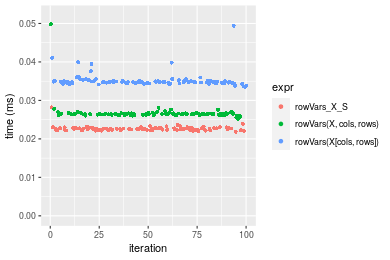 0.05
0.04
0.03
0.02
0.01
0.00
time (ms)
0
25
50
75
100
iteration
expr
rowVars_X_S
rowVars(X, cols, rows)
rowVars(X[cols, rows])